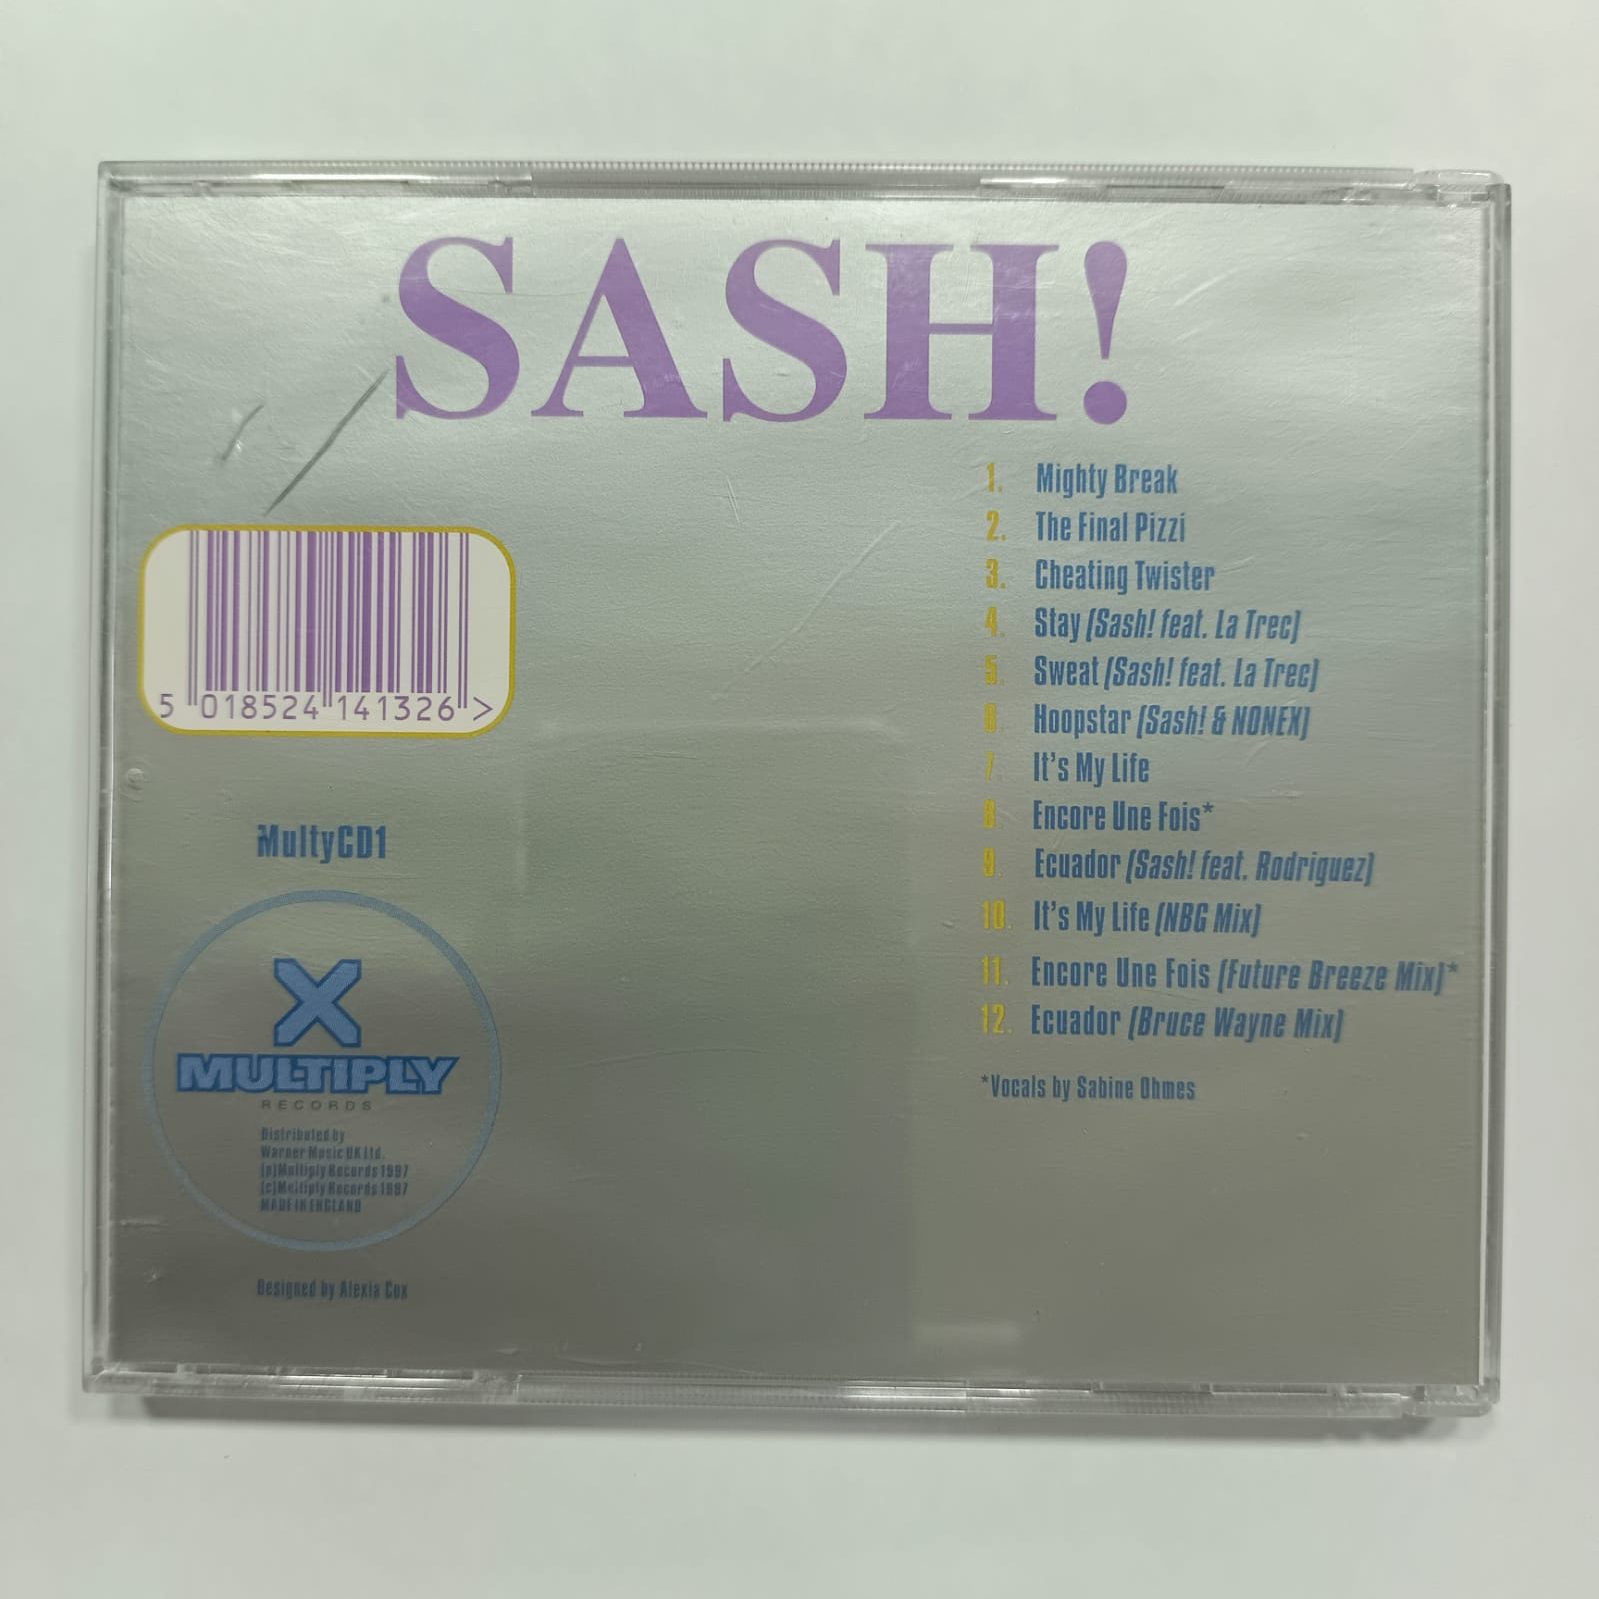 SASH!
1. Mighty Break
2. The Final Pizzi
3. Cheating Twister
4. Stay (Sash! feat. La Trec)
5. Sweat (Sash! feat. La Trec)
6. Hoopstar (Sash! & NONEX)
7. It's My Life
8. Encore Une Fois*
9. Ecuador (Sash! feat. Rodriguez)
10. It's My Life (NBG Mix)
11. Encore Une Fois (Future Breeze Mix)*
12. Ecuador (Bruce Wayne Mix)
*Vocals by Sabine Ohmes
5 018524 141326 >
MultyCD1
X
MULTIPLY
RECORDS
Distributed by
Warner Music UK Ltd.
(p)Multiply Records 1997
(c)Multiply Records 1997
MADE IN ENGLAND
Designed by Alexis Cox